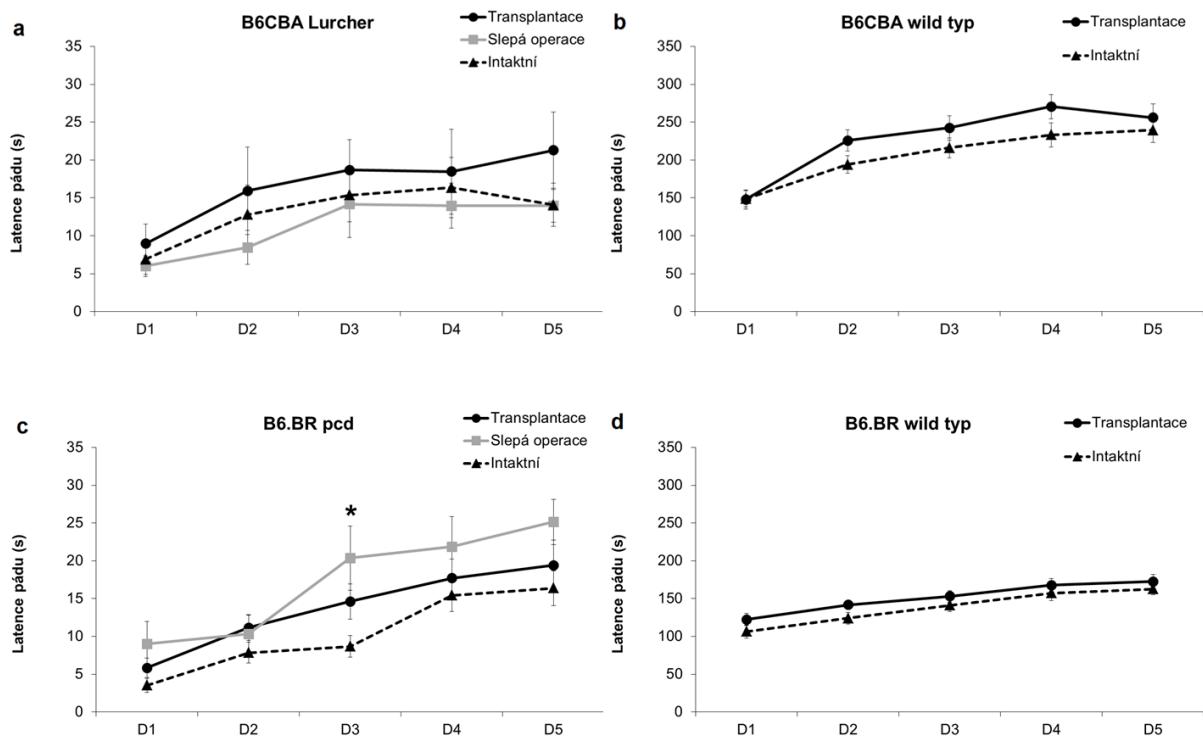 a
B6CBA Lurcher
Transplantace
Slepá operace
Intaktní
35
30
25
20
15
10
5
0
Latence pádu (s)
D1 D2 D3 D4 D5
b
B6CBA wild typ
Transplantace
Intaktní
350
300
250
200
150
100
50
0
Latence pádu (s)
D1 D2 D3 D4 D5
c
B6.BR pcd
Transplantace
Slepá operace
Intaktní
35
30
25
20
15
10
5
0
Latence pádu (s)
*
D1 D2 D3 D4 D5
d
B6.BR wild typ
Transplantace
Intaktní
350
300
250
200
150
100
50
0
Latence pádu (s)
D1 D2 D3 D4 D5